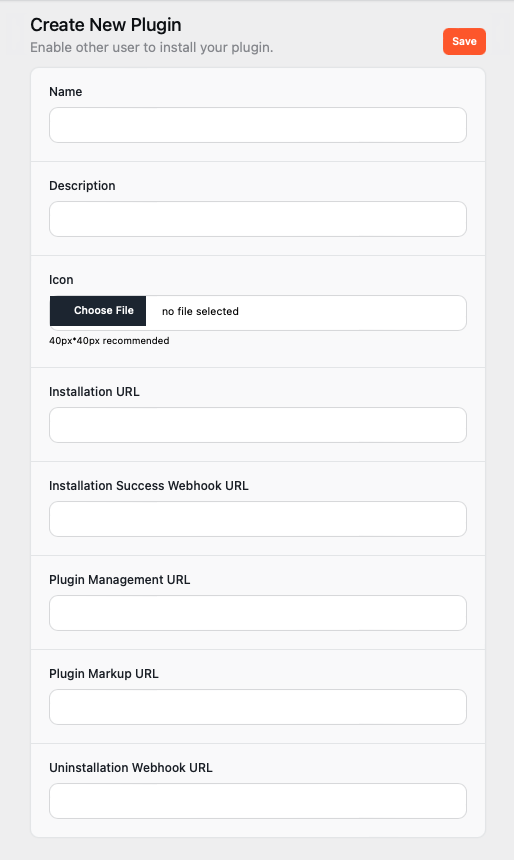 Create New Plugin
Enable other user to install your plugin.
Save
Name
Description
Icon
Choose File no file selected
40px*40px recommended
Installation URL
Installation Success Webhook URL
Plugin Management URL
Plugin Markup URL
Uninstallation Webhook URL